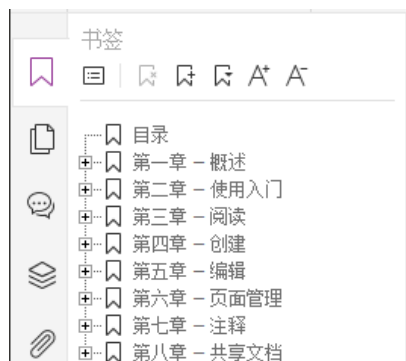 书签
目录
第一章 – 概述
第二章 – 使用入门
第三章 – 阅读
第四章 – 创建
第五章 – 编辑
第六章 – 页面管理
第七章 – 注释
第八章 – 共享文档